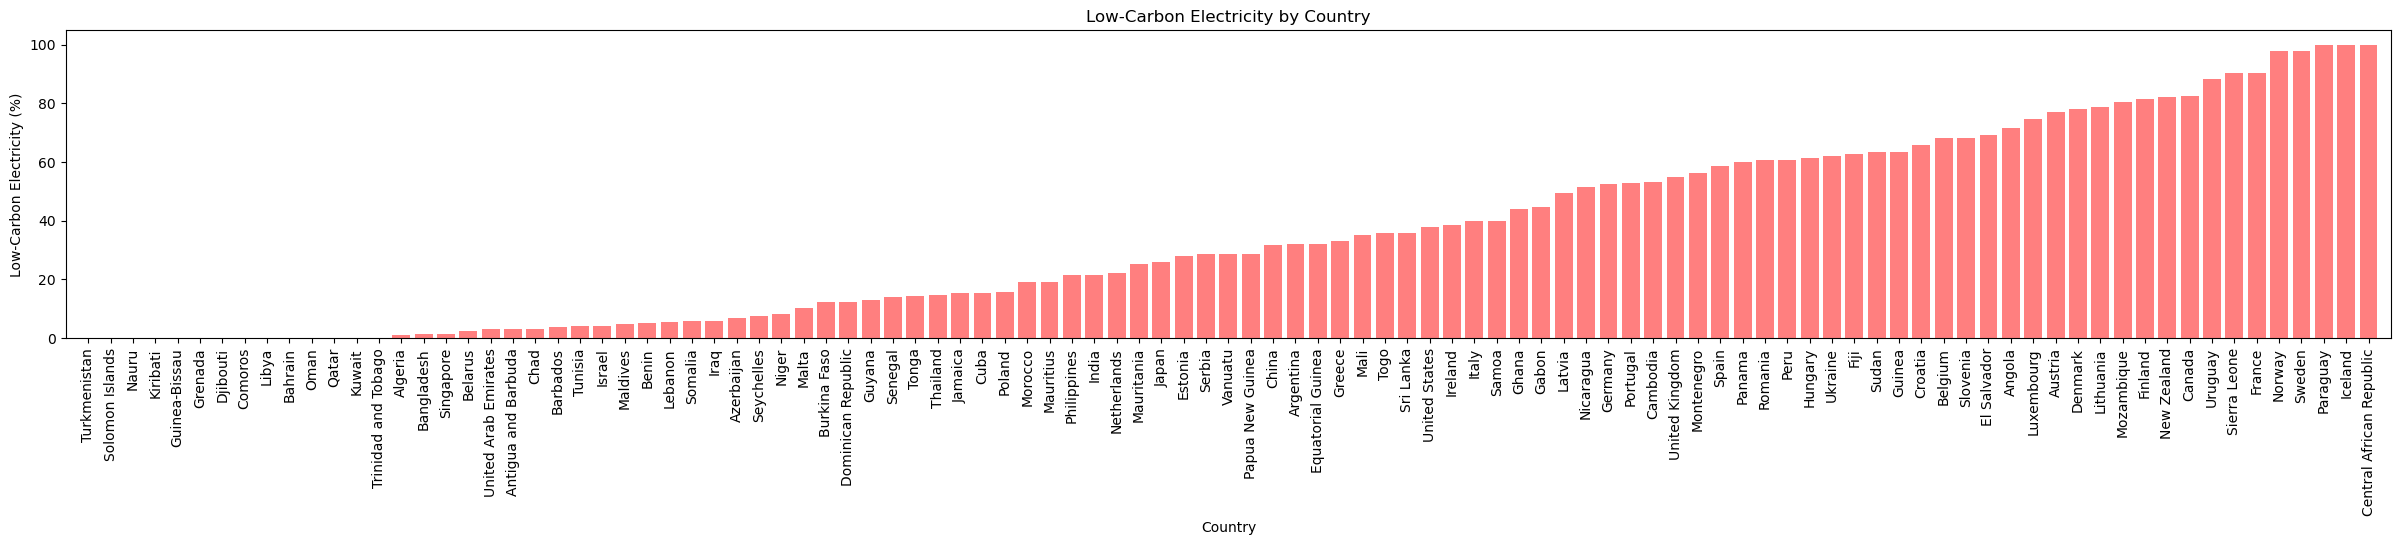 Low-Carbon Electricity by Country
Low-Carbon Electricity (%)
100
80
60
40
20
0
Turkmenistan
Solomon Islands
Nauru
Kiribati
Guinea-Bissau
Grenada
Djibouti
Comoros
Libya
Bahrain
Oman
Qatar
Kuwait
Trinidad and Tobago
Algeria
Bangladesh
Singapore
Belarus
United Arab Emirates
Antigua and Barbuda
Chad
Barbados
Tunisia
Israel
Maldives
Benin
Lebanon
Somalia
Iraq
Azerbaijan
Seychelles
Niger
Malta
Burkina Faso
Dominican Republic
Guyana
Senegal
Tonga
Thailand
Jamaica
Cuba
Poland
Morocco
Mauritius
Philippines
India
Netherlands
Mauritania
Japan
Estonia
Serbia
Vanuatu
Papua New Guinea
China
Argentina
Equatorial Guinea
Greece
Mali
Togo
Sri Lanka
United States
Ireland
Italy
Samoa
Ghana
Gabon
Latvia
Nicaragua
Germany
Portugal
Cambodia
United Kingdom
Montenegro
Spain
Panama
Romania
Peru
Hungary
Ukraine
Fiji
Sudan
Guinea
Croatia
Belgium
Slovenia
El Salvador
Angola
Luxembourg
Austria
Denmark
Lithuania
Mozambique
Finland
New Zealand
Canada
Uruguay
Sierra Leone
France
Norway
Sweden
Paraguay
Iceland
Central African Republic
Country